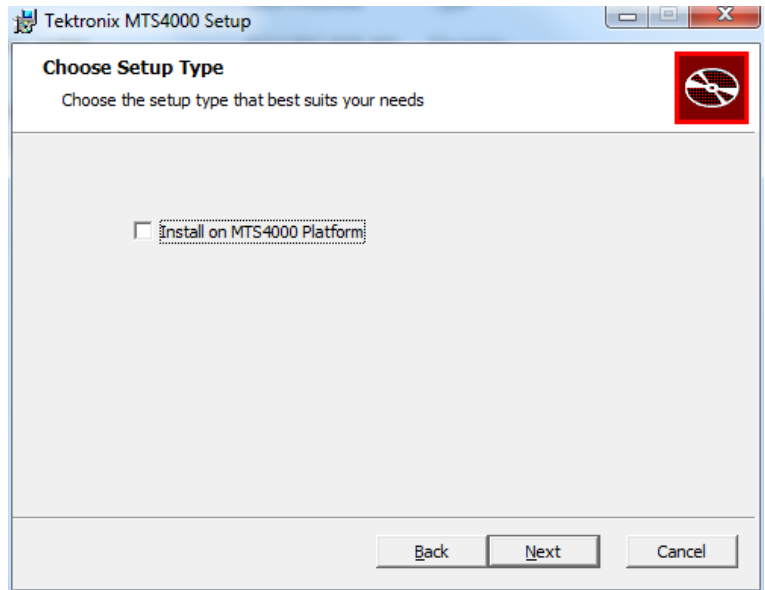 Tektronix MTS4000 Setup
Choose Setup Type
Choose the setup type that best suits your needs
Install on MTS4000 Platform
Back Next Cancel